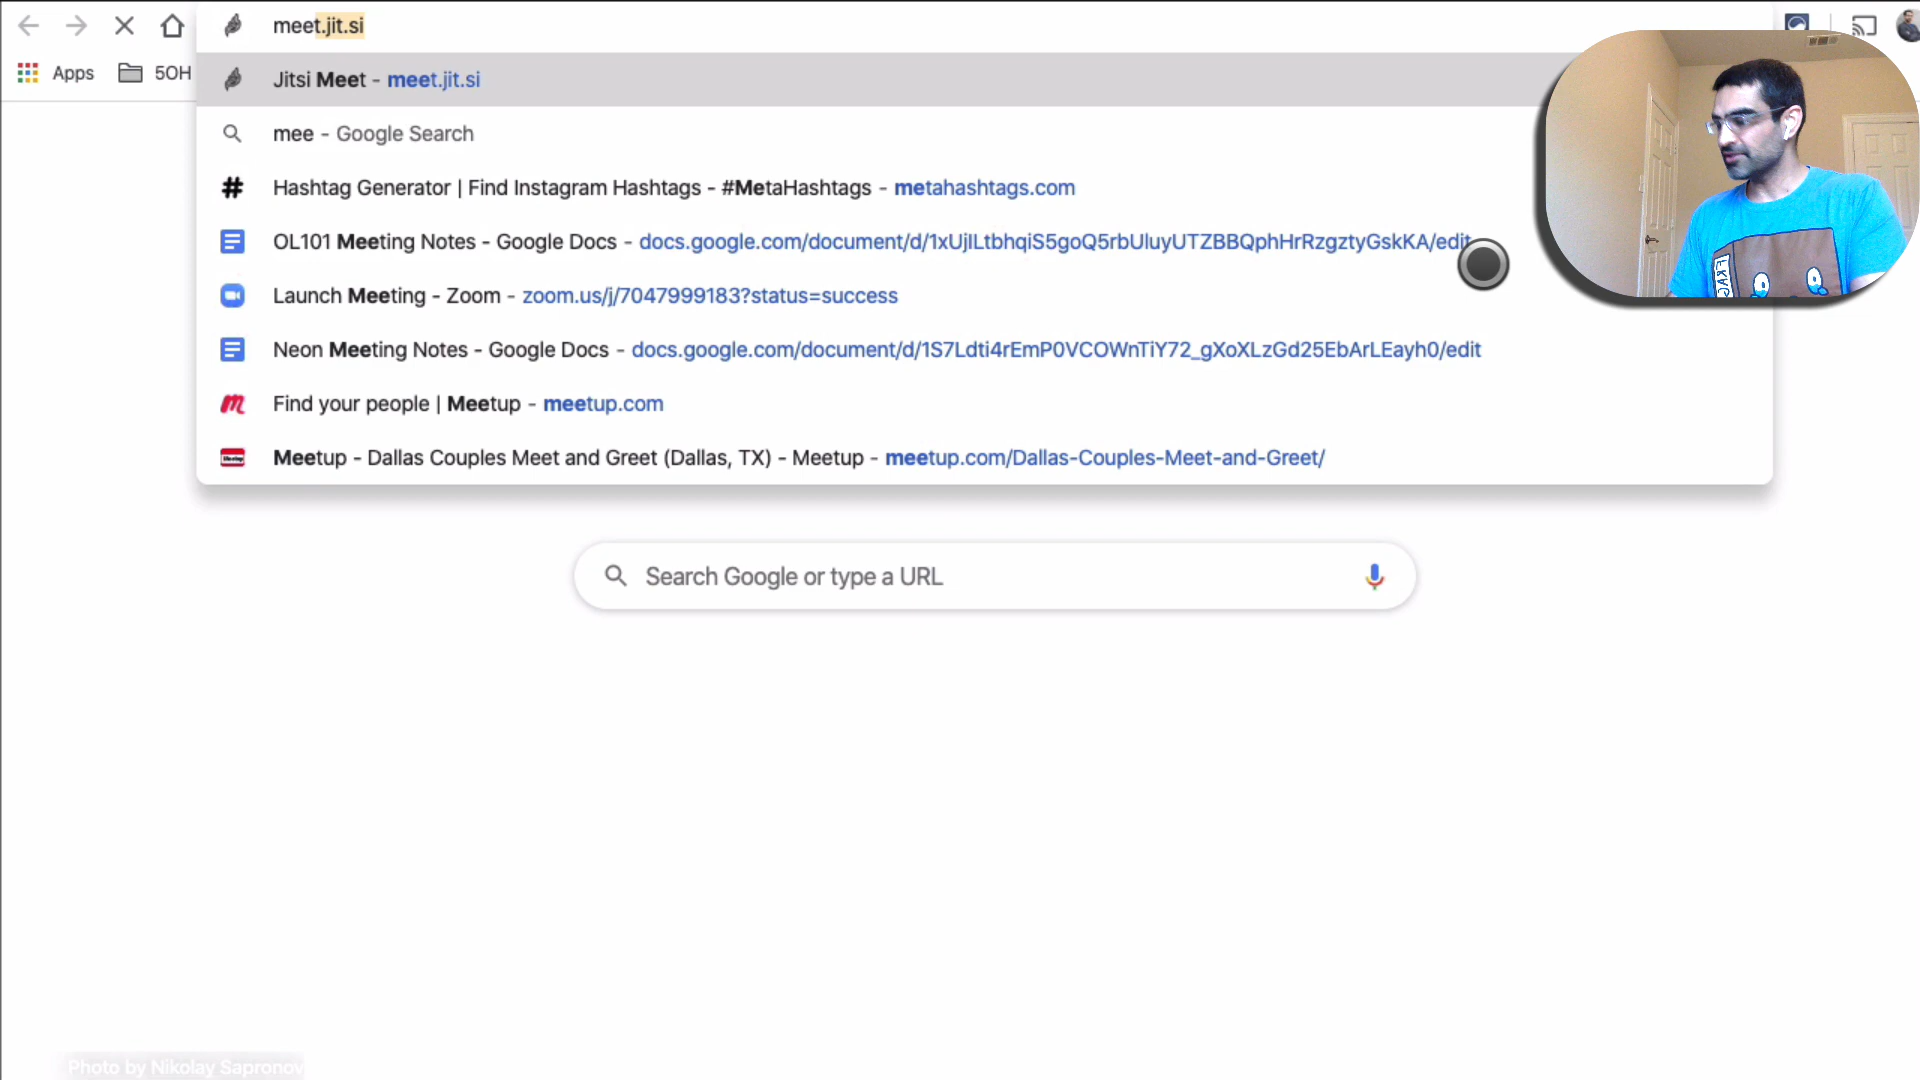 meet.jit.si
Apps 5OH
Jitsi Meet - meet.jit.si
mee - Google Search
# Hashtag Generator | Find Instagram Hashtags - #MetaHashtags - metahashtags.com
OL101 Meeting Notes - Google Docs - docs.google.com/document/d/1xUjlLtbhqiS5goQ5rbUluyUTZBBQphHrRzgztyGskKA/edit
Launch Meeting - Zoom - zoom.us/j/7047999183?status=success
Neon Meeting Notes - Google Docs - docs.google.com/document/d/1S7Ldti4rEmP0VCOWnTiY72_gXoXLzGd25EbArLEayh0/edit
Find your people | Meetup - meetup.com
Meetup - Dallas Couples Meet and Greet (Dallas, TX) - Meetup - meetup.com/Dallas-Couples-Meet-and-Greet/
Search Google or type a URL
Photo by Nikolay Sapronov